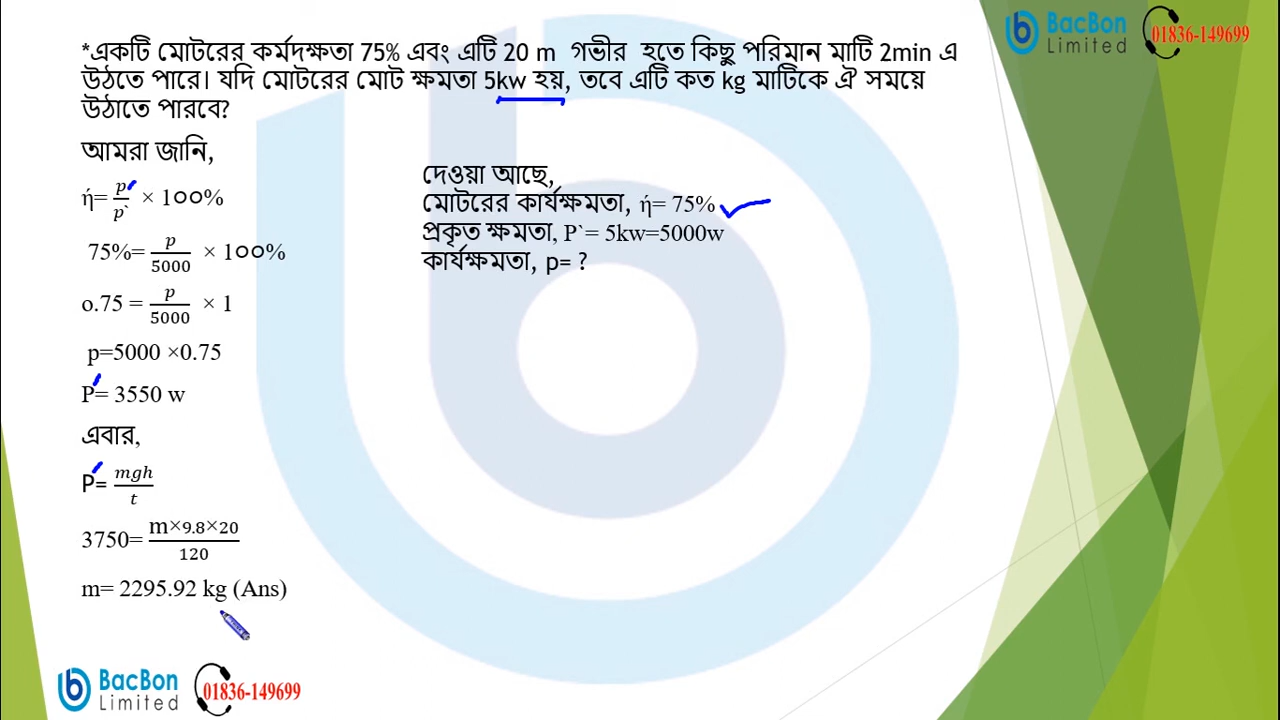 BacBon
Limited
01836-149699
*একটি মোটরের কর্মদক্ষতা 75% এবং এটি 20 m গভীর হতে কিছু পরিমান মাটি 2min এ
উঠতে পারে। যদি মোটরের মোট ক্ষমতা 5kw হয়, তবে এটি কত kg মাটিকে ঐ সময়ে
উঠাতে পারবে?
আমরা জানি,
ή= p′/p` × 1০০%
75%= p/5000 × 1০০%
o.75 = p/5000 × 1
p=5000 ×0.75
P′= 3550 w
এবার,
P′= mgh/t
3750= m×9.8×20/120
m= 2295.92 kg (Ans)
দেওয়া আছে,
মোটরের কার্যক্ষমতা, ή= 75%
প্রকৃত ক্ষমতা, P`= 5kw=5000w
কার্যক্ষমতা, p= ?
BacBon
Limited
01836-149699